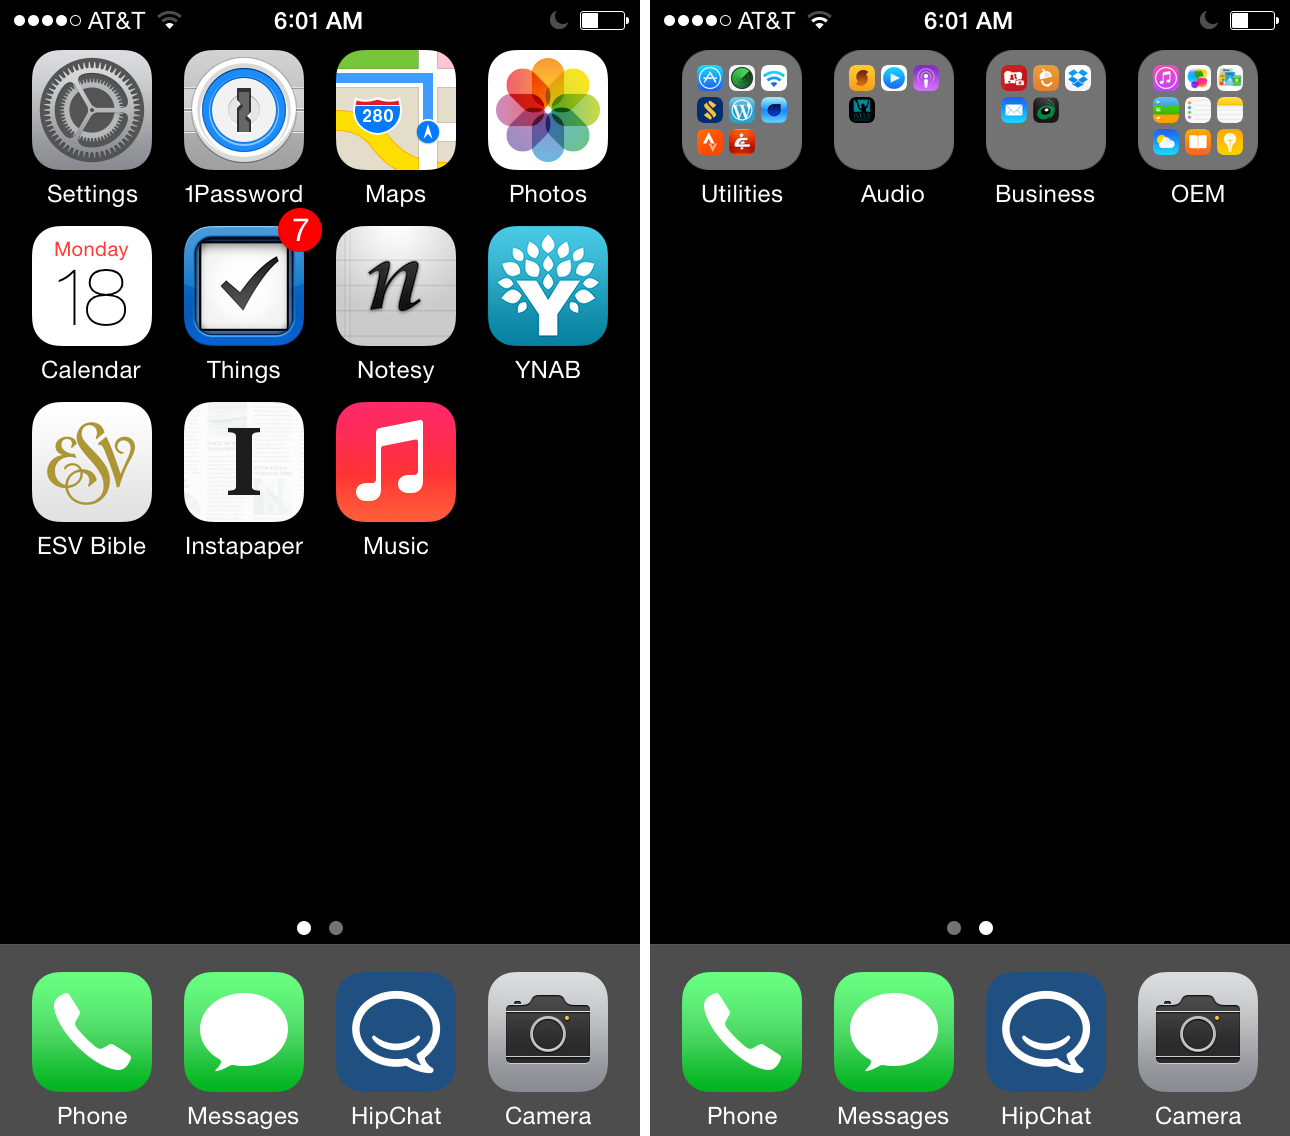 AT&T 6:01 AM
280
Settings 1Password Maps Photos
Monday
18
7
n
Y
Calendar Things Notesy YNAB
ESV
I
ESV Bible Instapaper Music
Phone Messages HipChat Camera
AT&T 6:01 AM
Utilities Audio Business OEM
Phone Messages HipChat Camera